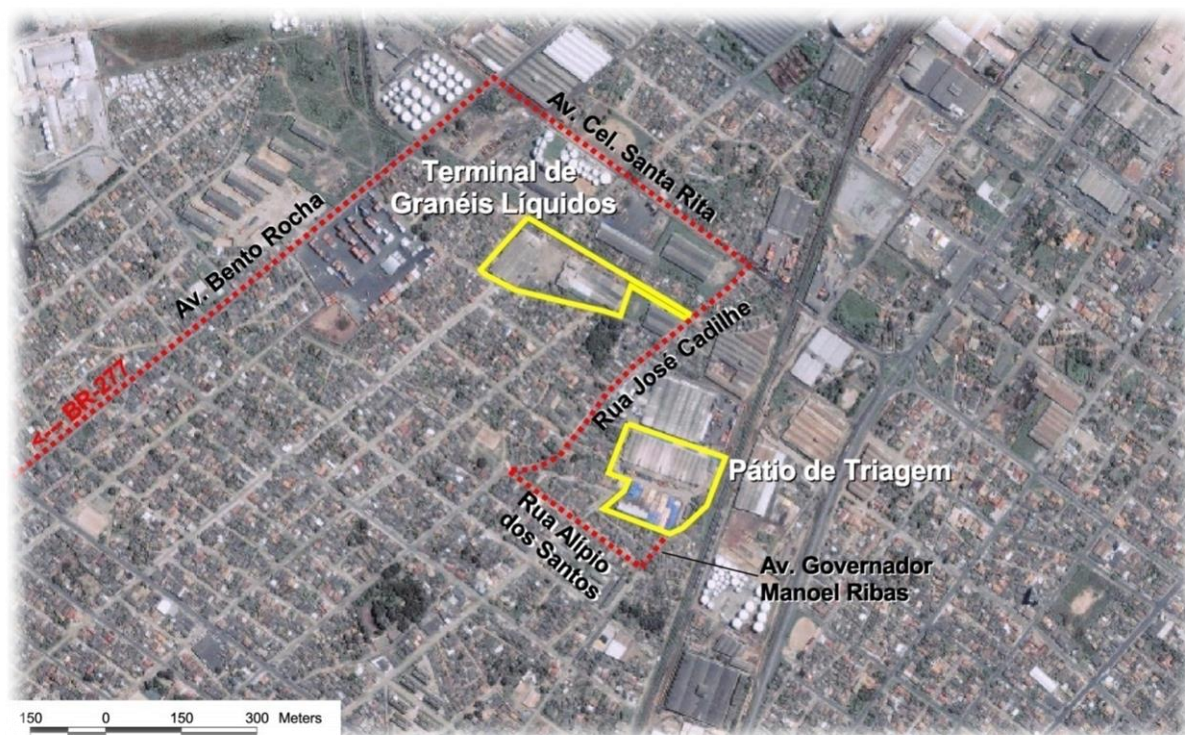 Av. Cel. Santa Rita
Terminal de
Granéis Líquidos
Av. Bento Rocha
Rua José Cadilhe
<--- BR-277
Pátio de Triagem
Rua Alípio
dos Santos
Av. Governador
Manoel Ribas
150 0 150 300 Meters